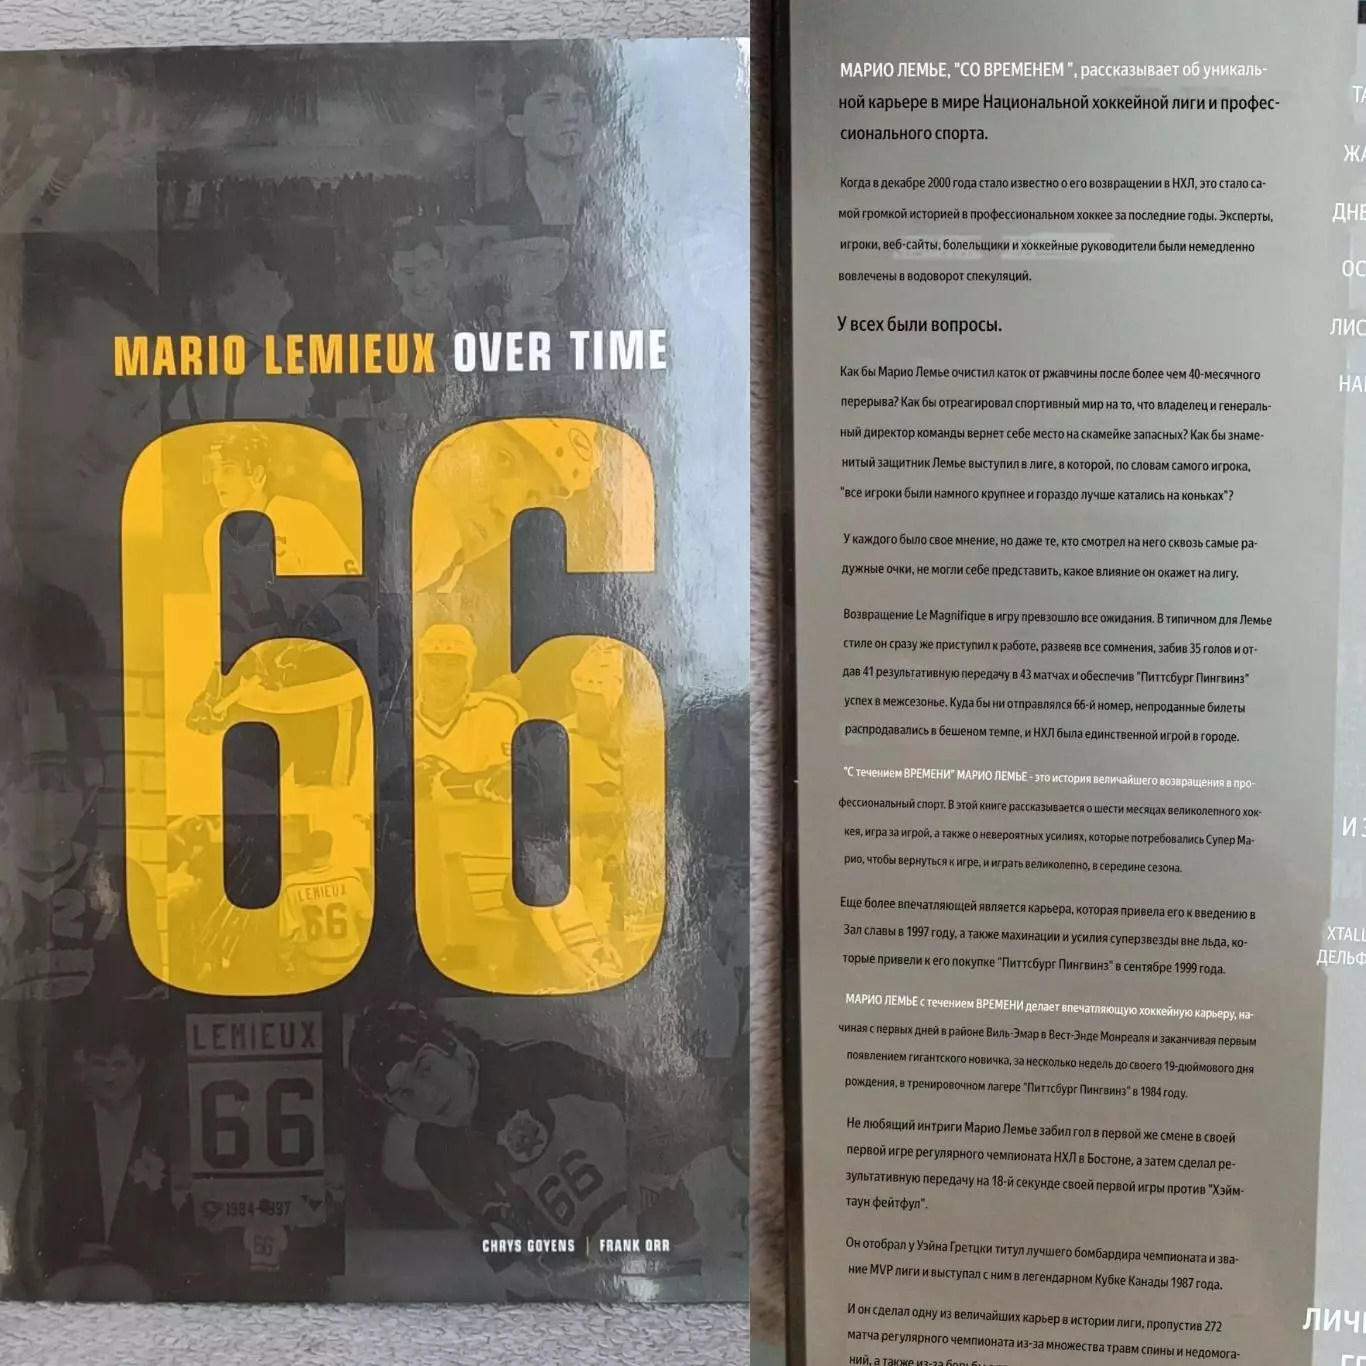 MARIO LEMIEUX OVER TIME
66
LEMIEUX
66
LEMIEUX
66
1984-1997
66
66
CHRYS GOYENS | FRANK ORR
МАРИО ЛЕМЬЕ, "СО ВРЕМЕНЕМ ", рассказывает об уникаль-
ной карьере в мире Национальной хоккейной лиги и профес-
сионального спорта.
Когда в декабре 2000 года стало известно о его возвращении в НХЛ, это стало са-
мой громкой историей в профессиональном хоккее за последние годы. Эксперты,
игроки, веб-сайты, болельщики и хоккейные руководители были немедленно
вовлечены в водоворот спекуляций.
У всех были вопросы.
Как бы Марио Лемье очистил каток от ржавчины после более чем 40-месячного
перерыва? Как бы отреагировал спортивный мир на то, что владелец и генераль-
ный директор команды вернет себе место на скамейке запасных? Как бы знаме-
нитый защитник Лемье выступил в лиге, в которой, по словам самого игрока,
"все игроки были намного крупнее и гораздо лучше катались на коньках"?
У каждого было свое мнение, но даже те, кто смотрел на него сквозь самые ра-
дужные очки, не могли себе представить, какое влияние он окажет на лигу.
Возвращение Le Magnifique в игру превзошло все ожидания. В типичном для Лемье
стиле он сразу же приступил к работе, развеяв все сомнения, забив 35 голов и от-
дав 41 результативную передачу в 43 матчах и обеспечив "Питтсбург Пингвинз"
успех в межсезонье. Куда бы ни отправлялся 66-й номер, непроданные билеты
распродавались в бешеном темпе, и НХЛ была единственной игрой в городе.
"С течением ВРЕМЕНИ" МАРИО ЛЕМЬЕ - это история величайшего возвращения в про-
фессиональный спорт. В этой книге рассказывается о шести месяцах великолепного хок-
кея, игра за игрой, а также о невероятных усилиях, которые потребовались Супер Ма-
рио, чтобы вернуться к игре, и играть великолепно, в середине сезона.
Еще более впечатляющей является карьера, которая привела его к введению в
Зал славы в 1997 году, а также махинации и усилия суперзвезды вне льда, ко-
торые привели к его покупке "Питтсбург Пингвинз" в сентябре 1999 года.
МАРИО ЛЕМЬЕ с течением ВРЕМЕНИ делает впечатляющую хоккейную карьеру, на-
чиная с первых дней в районе Виль-Эмар в Вест-Энде Монреаля и заканчивая первым
появлением гигантского новичка, за несколько недель до своего 19-дюймового дня
рождения, в тренировочном лагере "Питтсбург Пингвинз" в 1984 году.
Не любящий интриги Марио Лемье забил гол в первой же смене в своей
первой игре регулярного чемпионата НХЛ в Бостоне, а затем сделал ре-
зультативную передачу на 18-й секунде своей первой игры против "Хэйм-
таун фейтфул".
Он отобрал у Уэйна Гретцки титул лучшего бомбардира чемпионата и зва-
ние MVP лиги и выступал с ним в легендарном Кубке Канады 1987 года.
И он сделал одну из величайших карьер в истории лиги, пропустив 272
матча регулярного чемпионата из-за множества травм спины и недомога-
ний, а также из-за
ТА
ЖА
ДНЕ
ОС
ЛИС
НАІ
И З
XTALL
ДЕЛЬФ
ЛИЧ